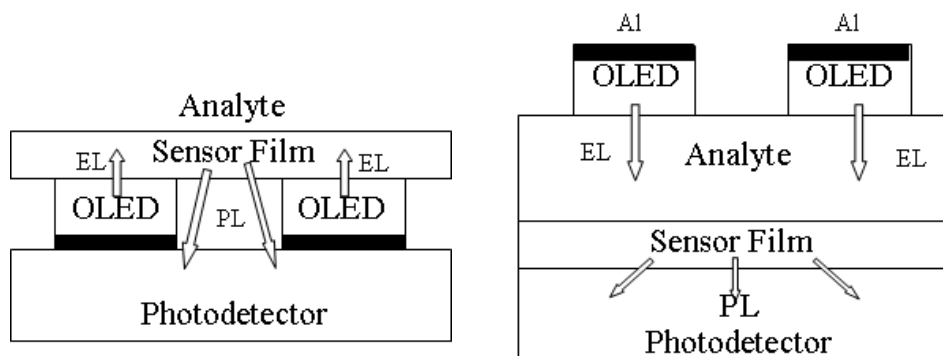 Analyte
EL Sensor Film EL
OLED PL OLED
Photodetector
Al Al
OLED OLED
EL Analyte EL
Sensor Film
PL
Photodetector